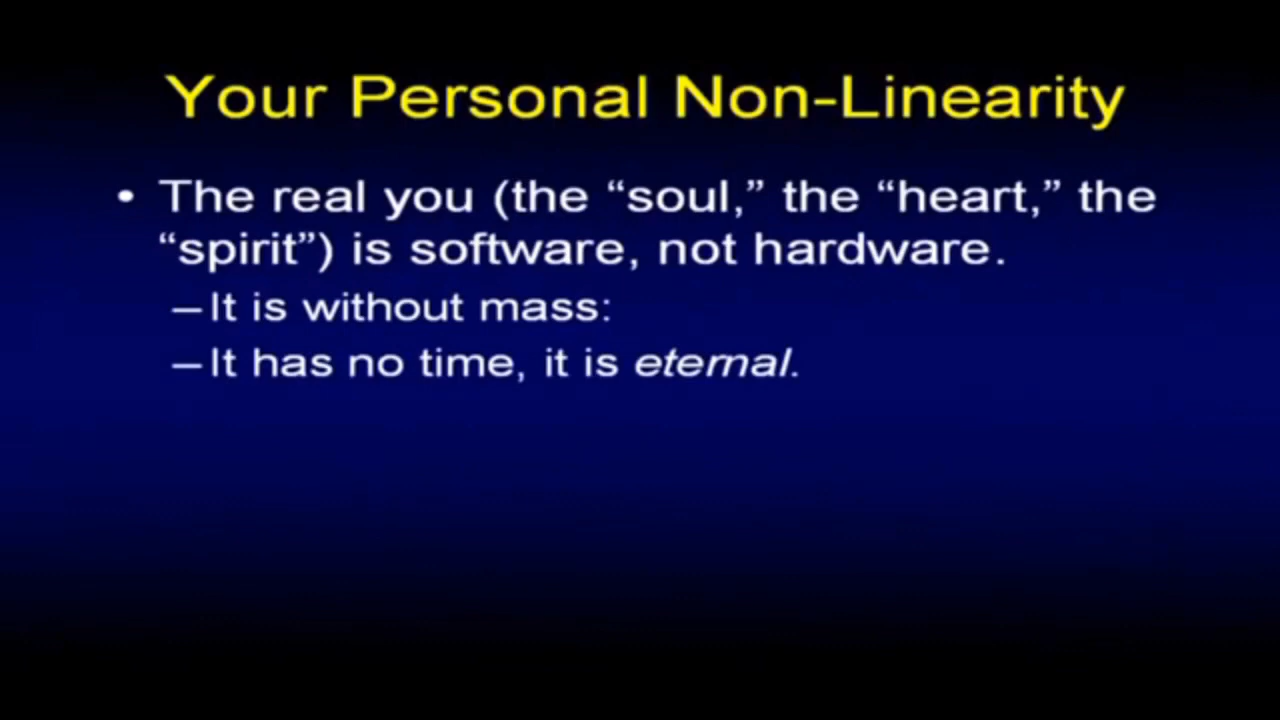 Your Personal Non-Linearity
• The real you (the “soul,” the “heart,” the
“spirit”) is software, not hardware.
–It is without mass:
–It has no time, it is eternal.